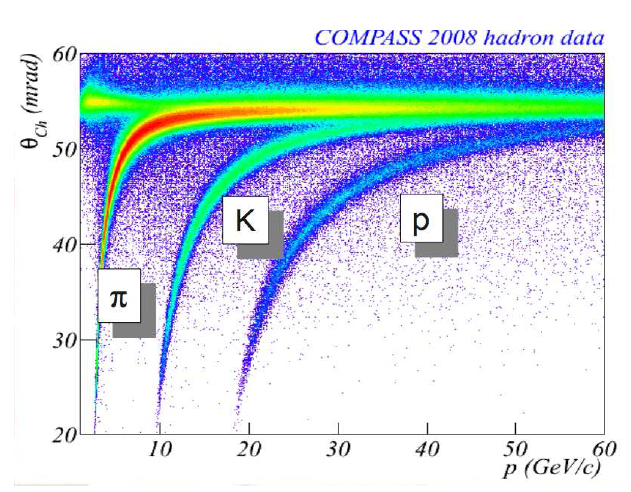 COMPASS 2008 hadron data
θCh (mrad)
60
50
40
30
20
π
K
p
10 20 30 40 50 60
p (GeV/c)